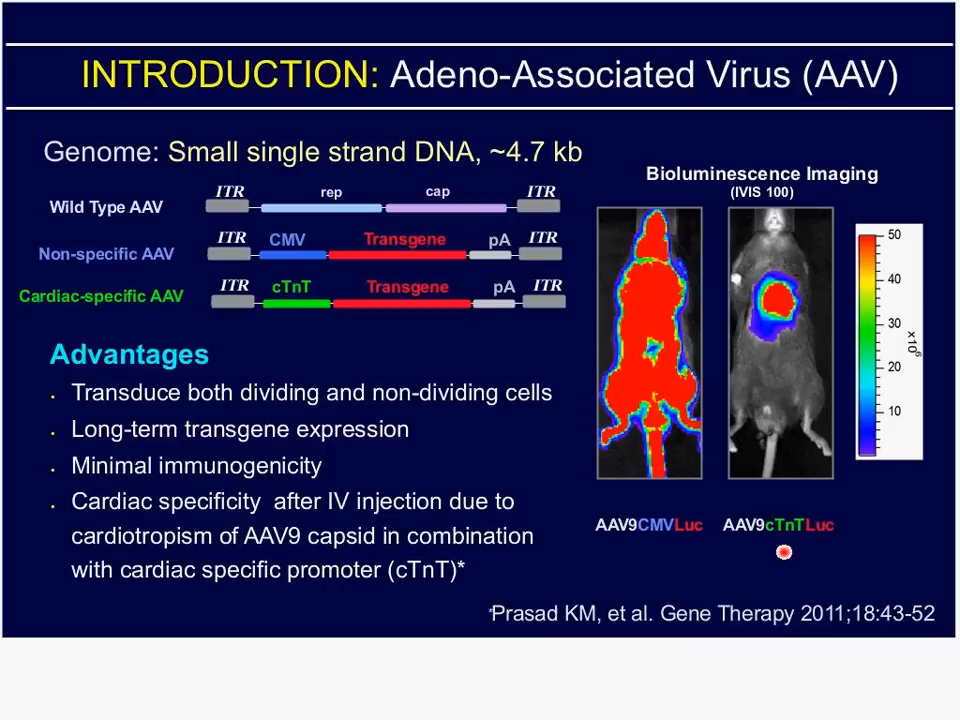 INTRODUCTION: Adeno-Associated Virus (AAV)
Genome: Small single strand DNA, ~4.7 kb
ITR rep cap ITR
Wild Type AAV
ITR CMV Transgene pA ITR
Non-specific AAV
ITR cTnT Transgene pA ITR
Cardiac-specific AAV
Advantages
Transduce both dividing and non-dividing cells
Long-term transgene expression
Minimal immunogenicity
Cardiac specificity after IV injection due to
cardiotropism of AAV9 capsid in combination
with cardiac specific promoter (cTnT)*
Bioluminescence Imaging
(IVIS 100)
50
40
30
20
10
×10⁶
AAV9CMVLuc AAV9cTnTLuc
*Prasad KM, et al. Gene Therapy 2011;18:43-52